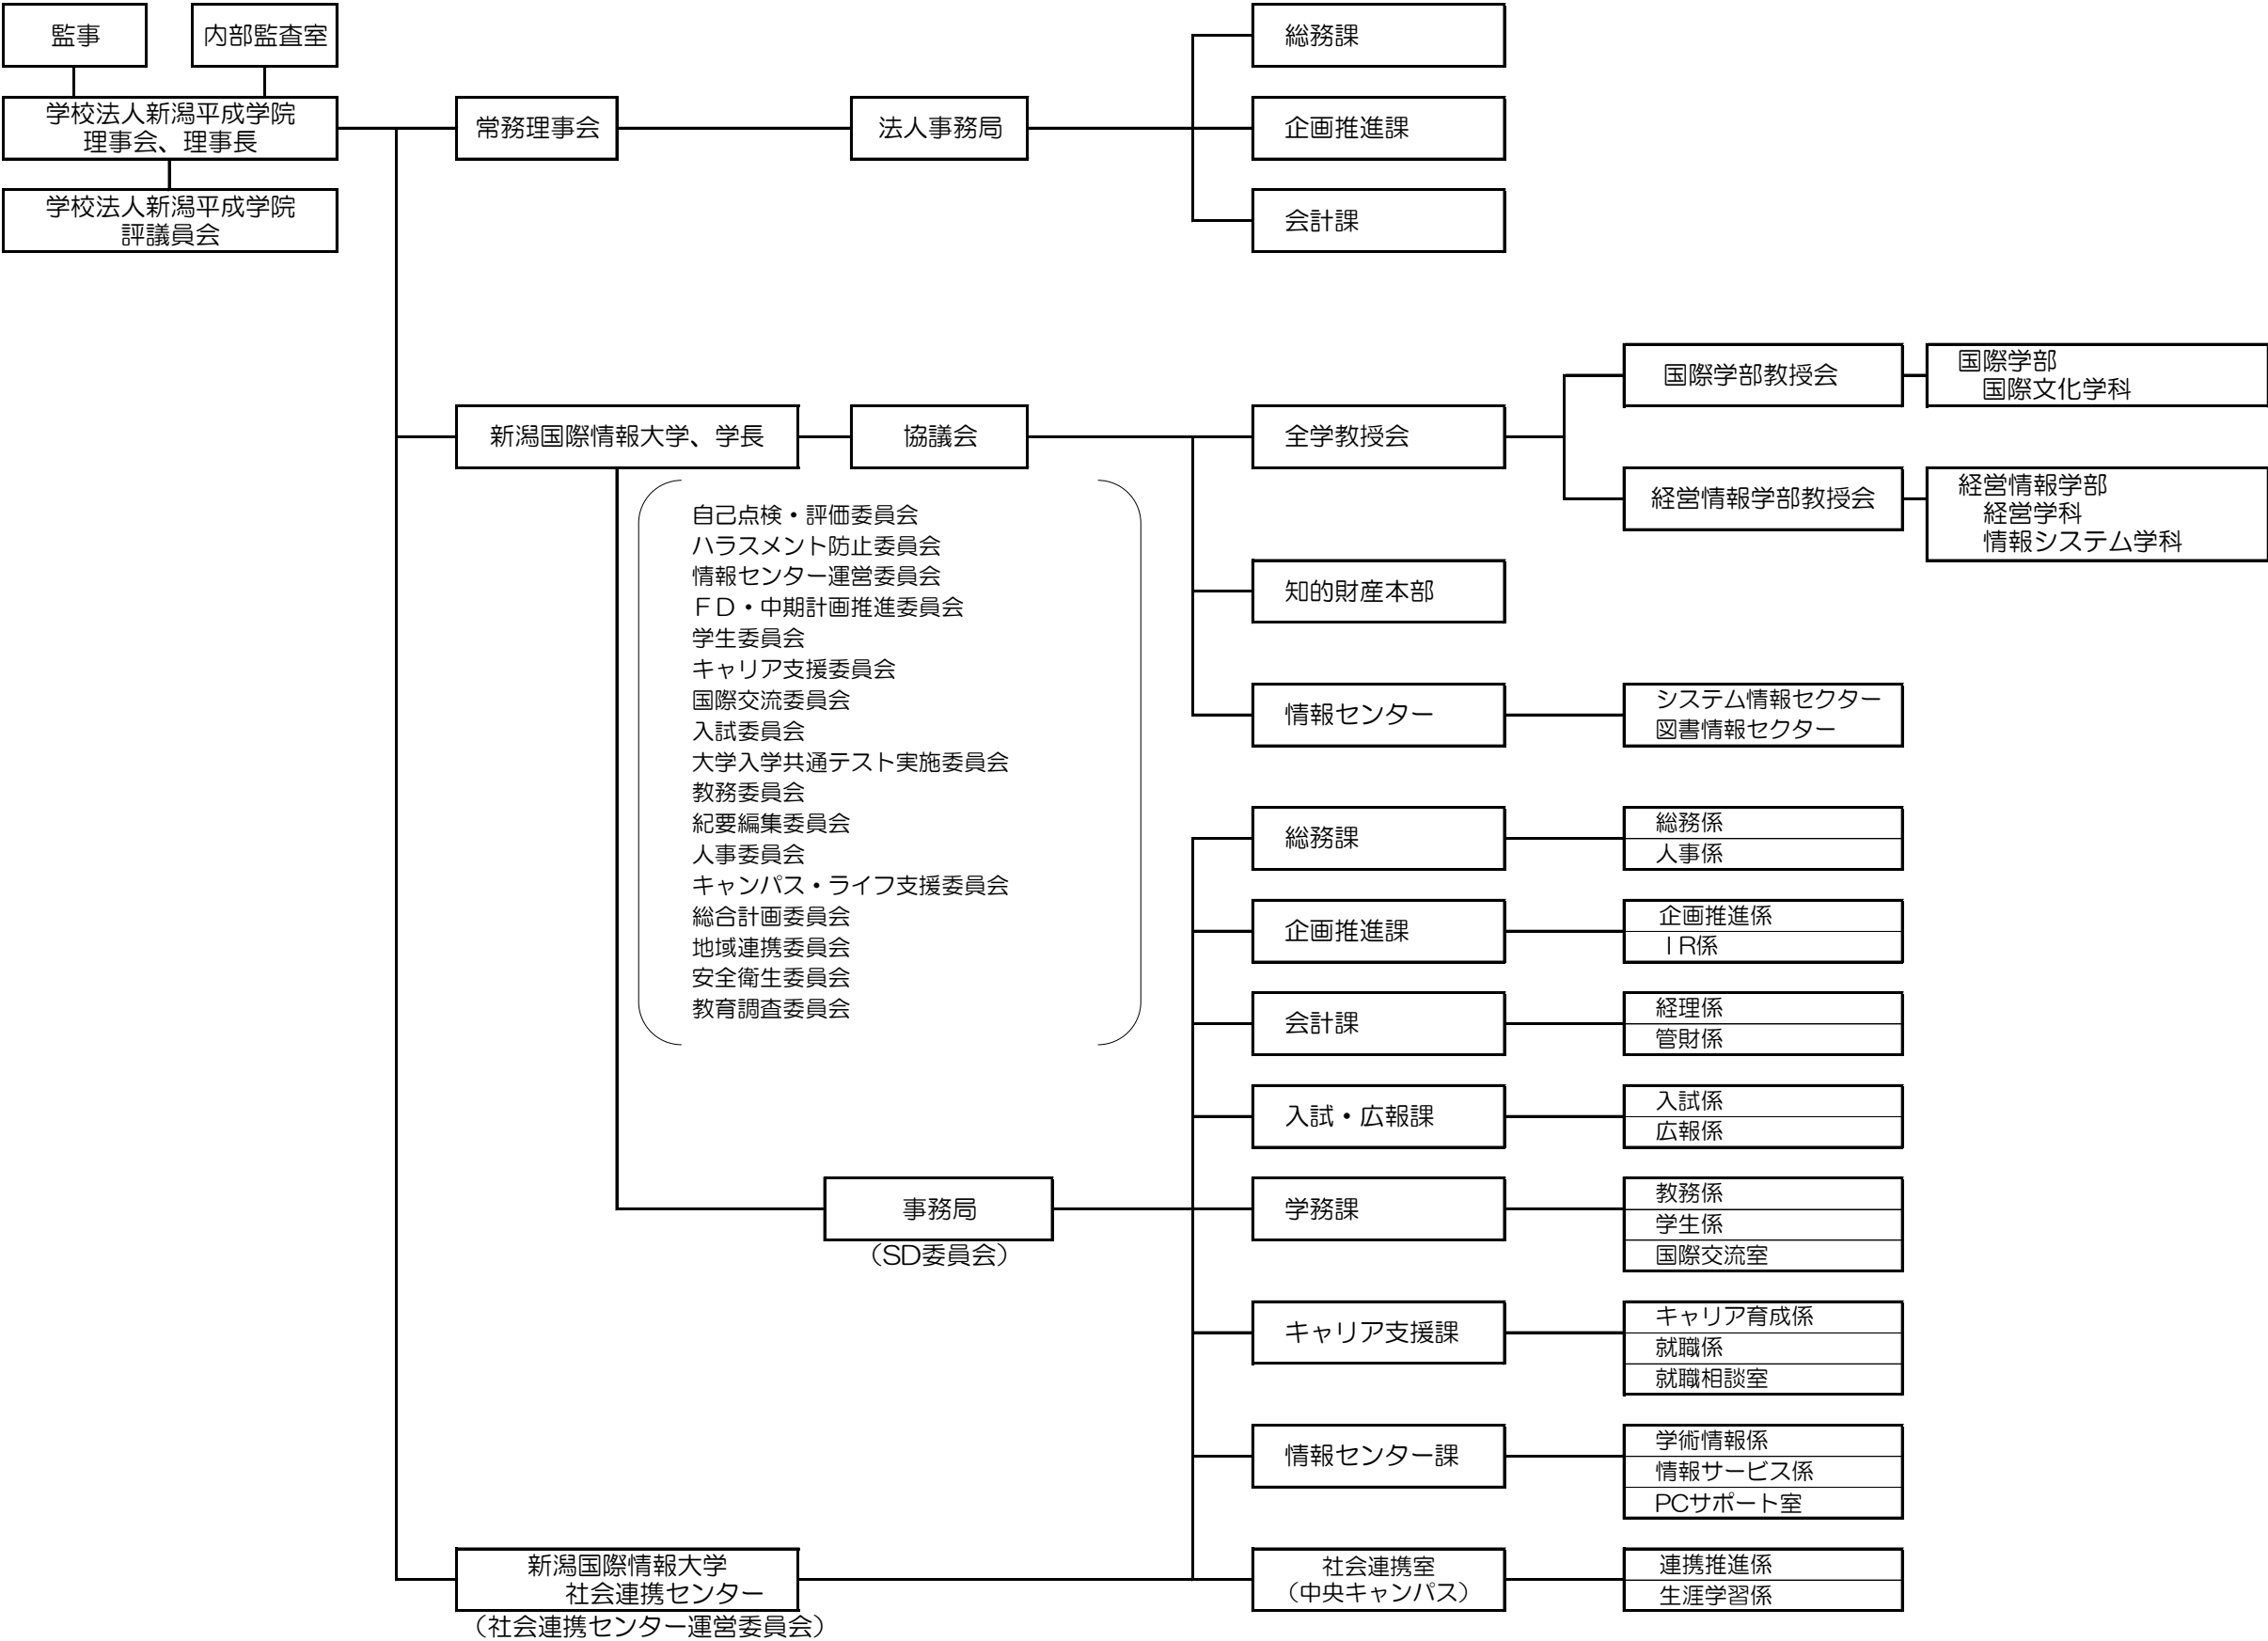 監事
内部監査室
学校法人新潟平成学院
理事会、理事長
学校法人新潟平成学院
評議員会
常務理事会
法人事務局
総務課
企画推進課
会計課
新潟国際情報大学、学長
協議会
全学教授会
国際学部教授会
国際学部
国際文化学科
経営情報学部教授会
経営情報学部
経営学科
情報システム学科
知的財産本部
情報センター
システム情報セクター
図書情報セクター
自己点検・評価委員会
ハラスメント防止委員会
情報センター運営委員会
ＦＤ・中期計画推進委員会
学生委員会
キャリア支援委員会
国際交流委員会
入試委員会
大学入学共通テスト実施委員会
教務委員会
紀要編集委員会
人事委員会
キャンパス・ライフ支援委員会
総合計画委員会
地域連携委員会
安全衛生委員会
教育調査委員会
事務局
（SD委員会）
総務課
総務係
人事係
企画推進課
企画推進係
ＩR係
会計課
経理係
管財係
入試・広報課
入試係
広報係
学務課
教務係
学生係
国際交流室
キャリア支援課
キャリア育成係
就職係
就職相談室
情報センター課
学術情報係
情報サービス係
PCサポート室
新潟国際情報大学
社会連携センター
（社会連携センター運営委員会）
社会連携室
（中央キャンパス）
連携推進係
生涯学習係